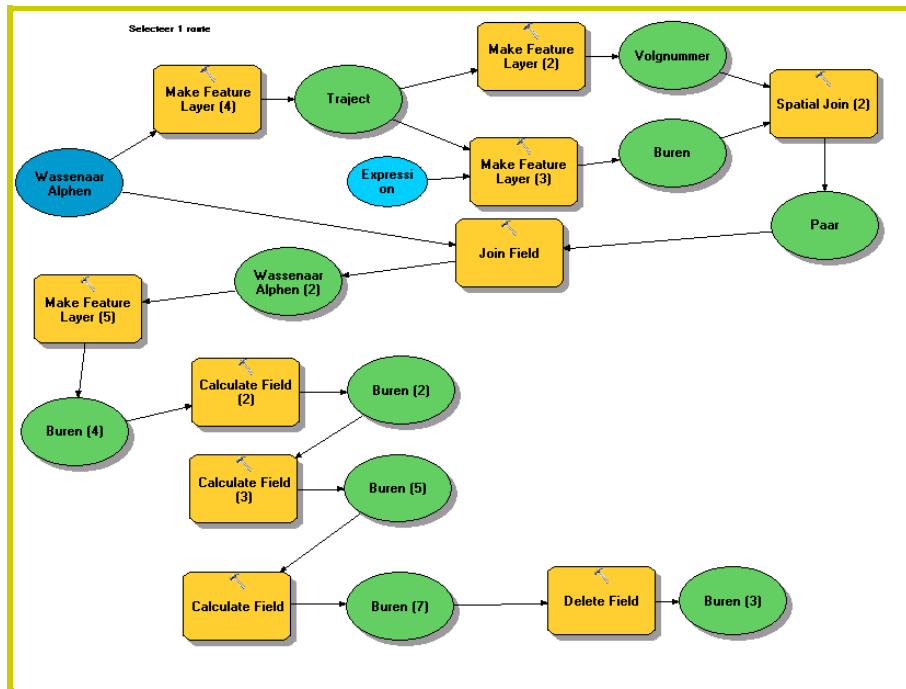 Selecteer 1 route
Make Feature
Layer (2)
Volgnummer
Make Feature
Layer (4)
Traject
Spatial Join (2)
Make Feature
Layer (3)
Buren
Wassenaar
Alphen
Expressi
on
Paar
Join Field
Wassenaar
Alphen (2)
Make Feature
Layer (5)
Calculate Field
(2)
Buren (2)
Buren (4)
Calculate Field
(3)
Buren (5)
Calculate Field
Buren (7)
Delete Field
Buren (3)